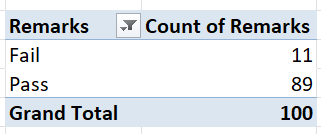 Remarks Count of Remarks
Fail 11
Pass 89
Grand Total 100